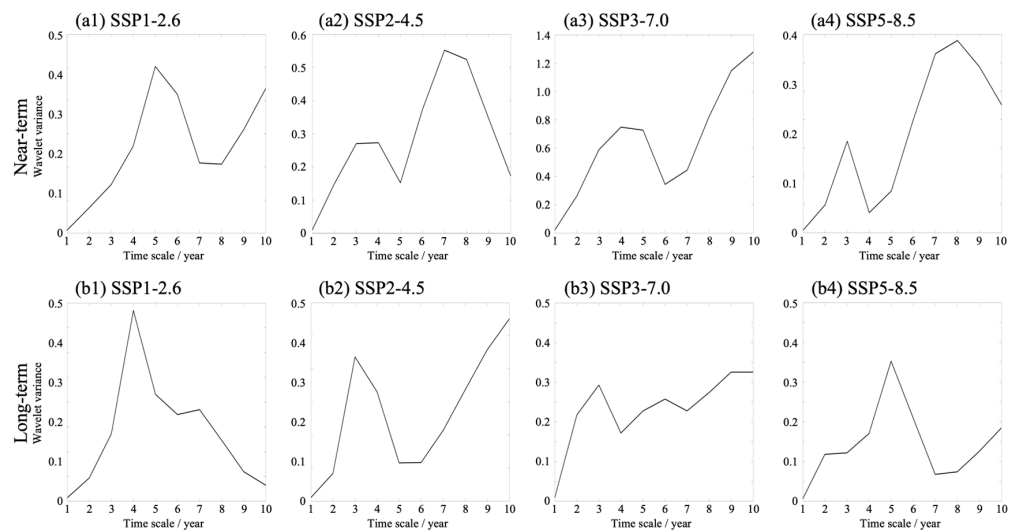 (a1) SSP1-2.6
(a2) SSP2-4.5
(a3) SSP3-7.0
(a4) SSP5-8.5
Near-term
Wavelet variance
0.5
0.4
0.3
0.2
0.1
0
1 2 3 4 5 6 7 8 9 10
Time scale / year
0.6
0.5
0.4
0.3
0.2
0.1
0
1 2 3 4 5 6 7 8 9 10
Time scale / year
1.4
1.2
1.0
0.8
0.6
0.4
0.2
0
1 2 3 4 5 6 7 8 9 10
Time scale / year
0.4
0.3
0.2
0.1
0
1 2 3 4 5 6 7 8 9 10
Time scale / year
(b1) SSP1-2.6
(b2) SSP2-4.5
(b3) SSP3-7.0
(b4) SSP5-8.5
Long-term
Wavelet variance
0.5
0.4
0.3
0.2
0.1
0
1 2 3 4 5 6 7 8 9 10
Time scale / year
0.5
0.4
0.3
0.2
0.1
0
1 2 3 4 5 6 7 8 9 10
Time scale / year
0.5
0.4
0.3
0.2
0.1
0
1 2 3 4 5 6 7 8 9 10
Time scale / year
0.5
0.4
0.3
0.2
0.1
0
1 2 3 4 5 6 7 8 9 10
Time scale / year